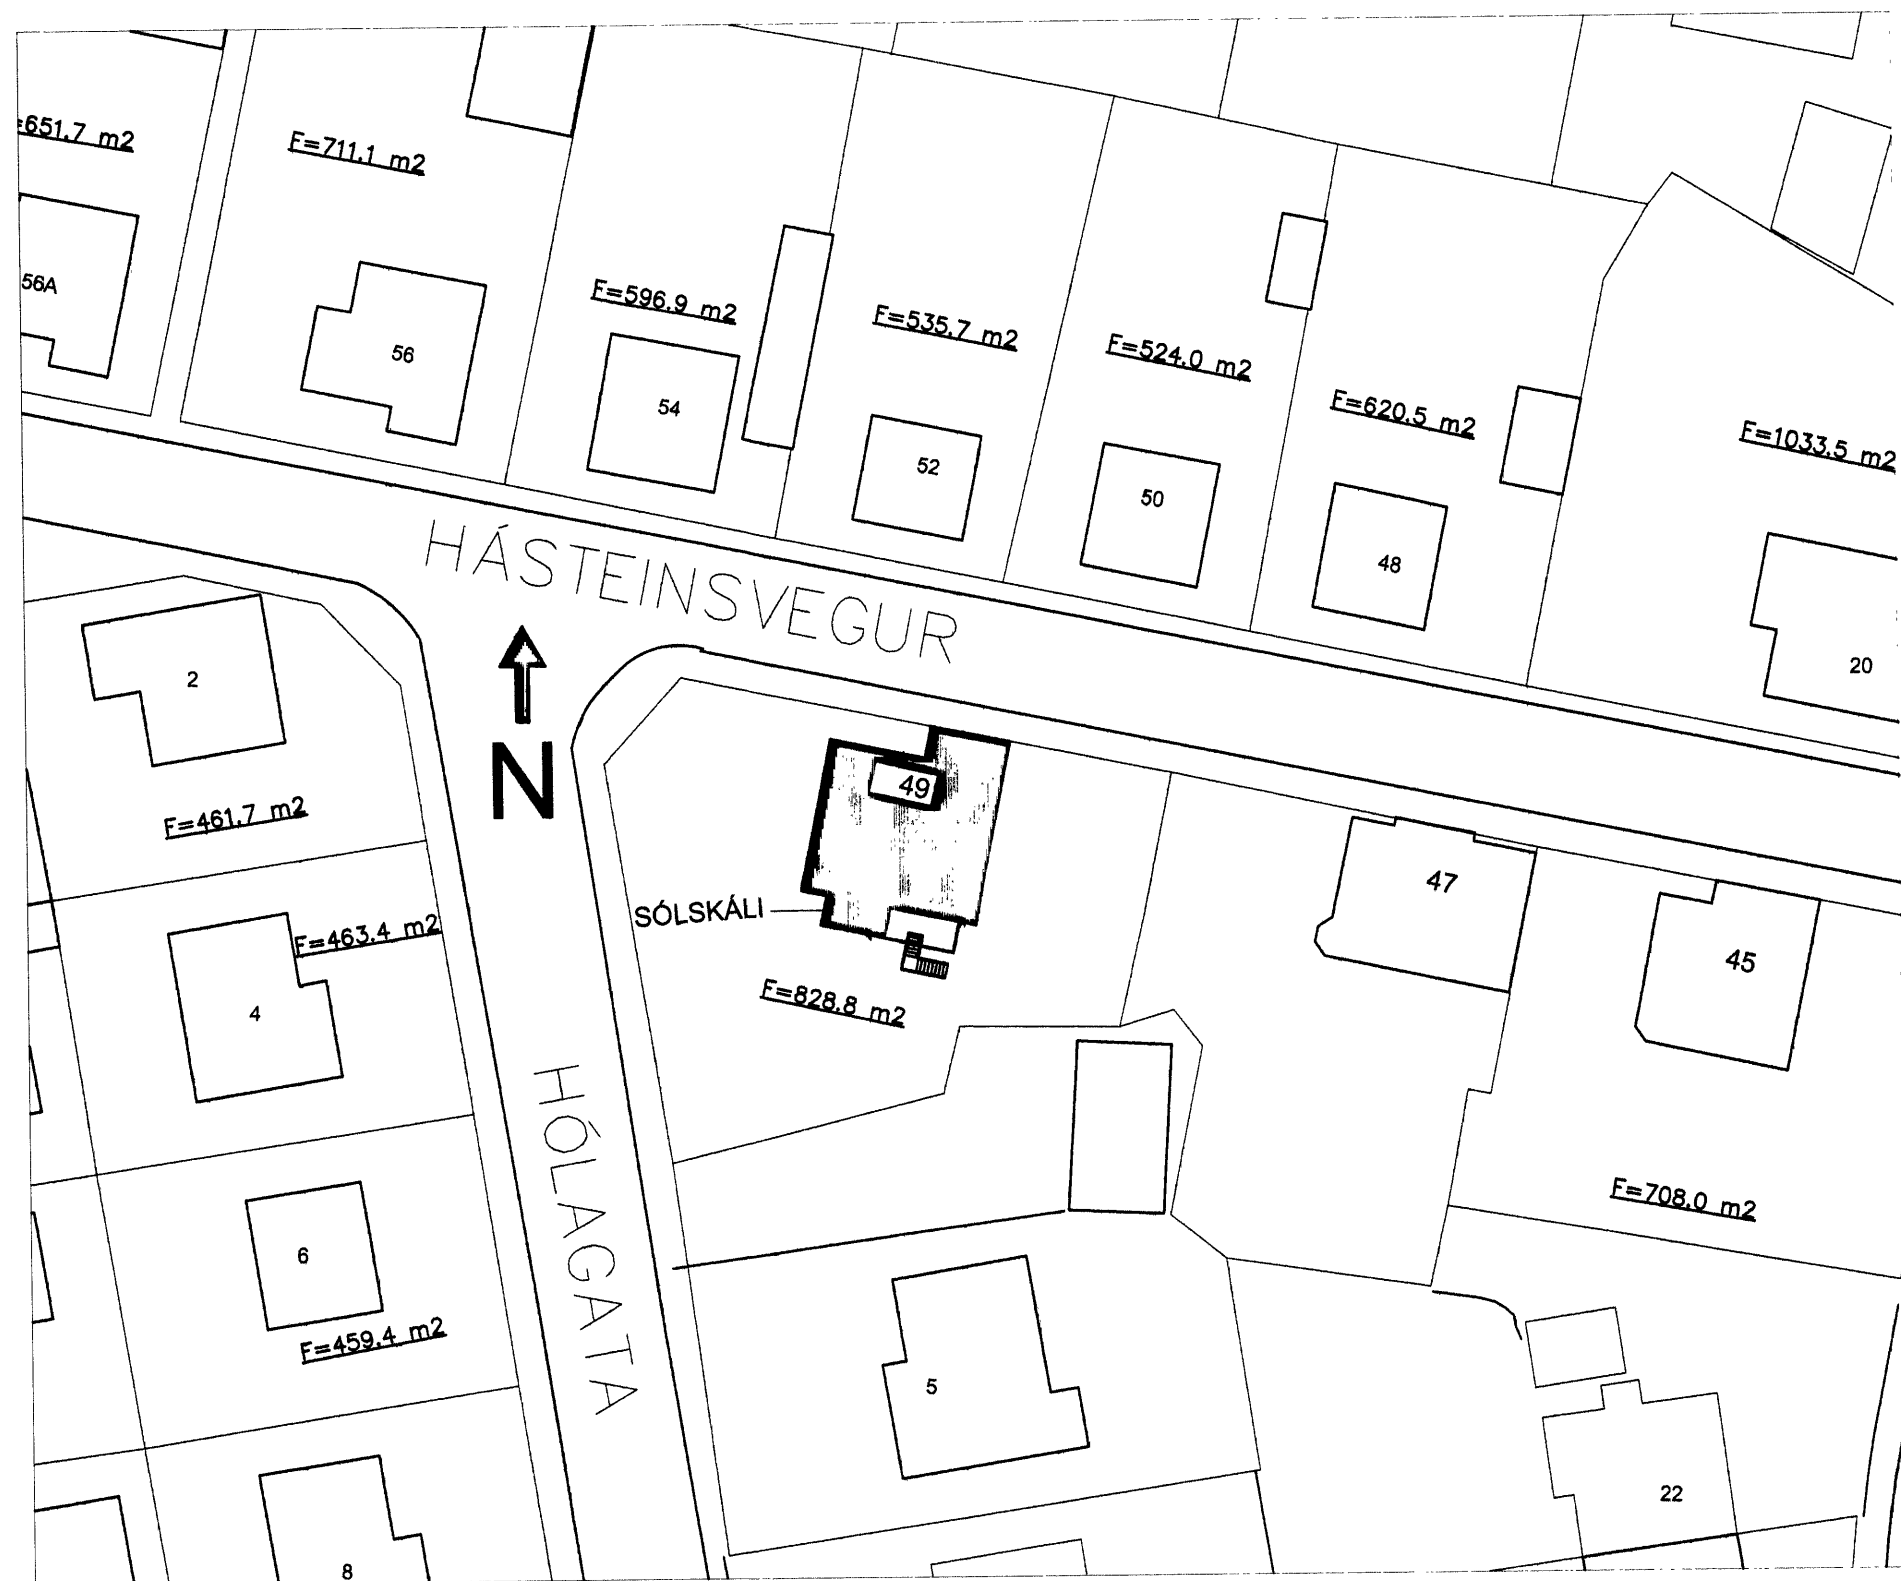 =651.7 m2
F=711.1 m2
56A
56
F=596.9 m2
54
F=535.7 m2
52
F=524.0 m2
50
F=620.5 m2
48
F=1033.5 m2
20
HÁSTEINSVEGUR
2
N
F=461.7 m2
49
47
45
SÓLSKÁLI
F=463.4 m2
4
F=828.8 m2
HÓLAGATA
F=708.0 m2
6
F=459.4 m2
5
22
8